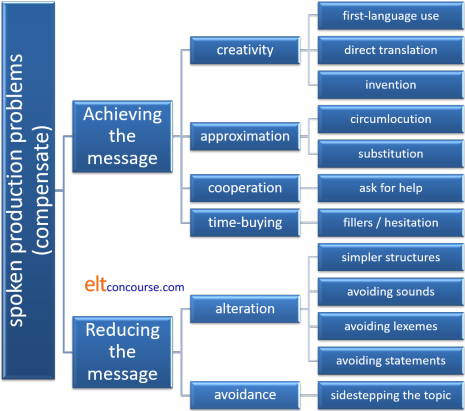 spoken production problems
(compensate)
Achieving
the
message
creativity
first-language use
direct translation
invention
approximation
circumlocution
substitution
cooperation
ask for help
time-buying
fillers / hesitation
eltconcourse.com
Reducing
the
message
alteration
simpler structures
avoiding sounds
avoiding lexemes
avoiding statements
avoidance
sidestepping the topic